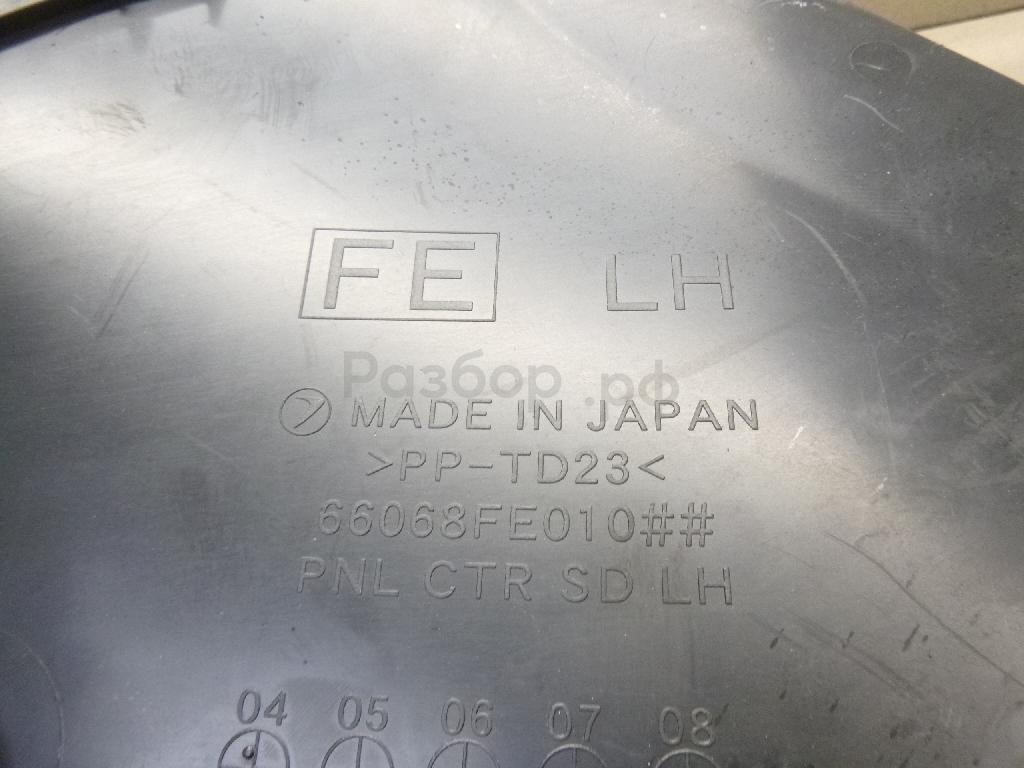 FE LH
Разбор.рф
MADE IN JAPAN
>PP-TD23<
66068FE010##
PNL CTR SD LH
04 05 06 07 08